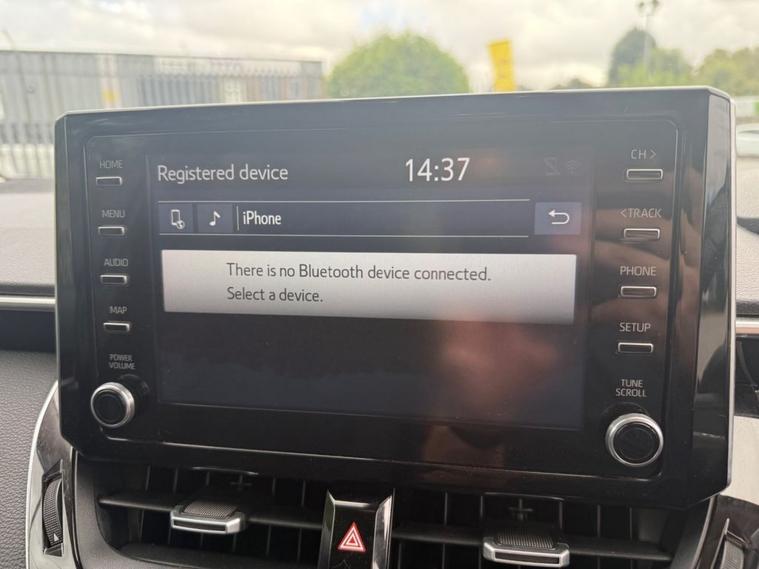 HOME
MENU
AUDIO
MAP
POWER
VOLUME
Registered device
14:37
iPhone
There is no Bluetooth device connected.
Select a device.
CH >
< TRACK
PHONE
SETUP
TUNE
SCROLL